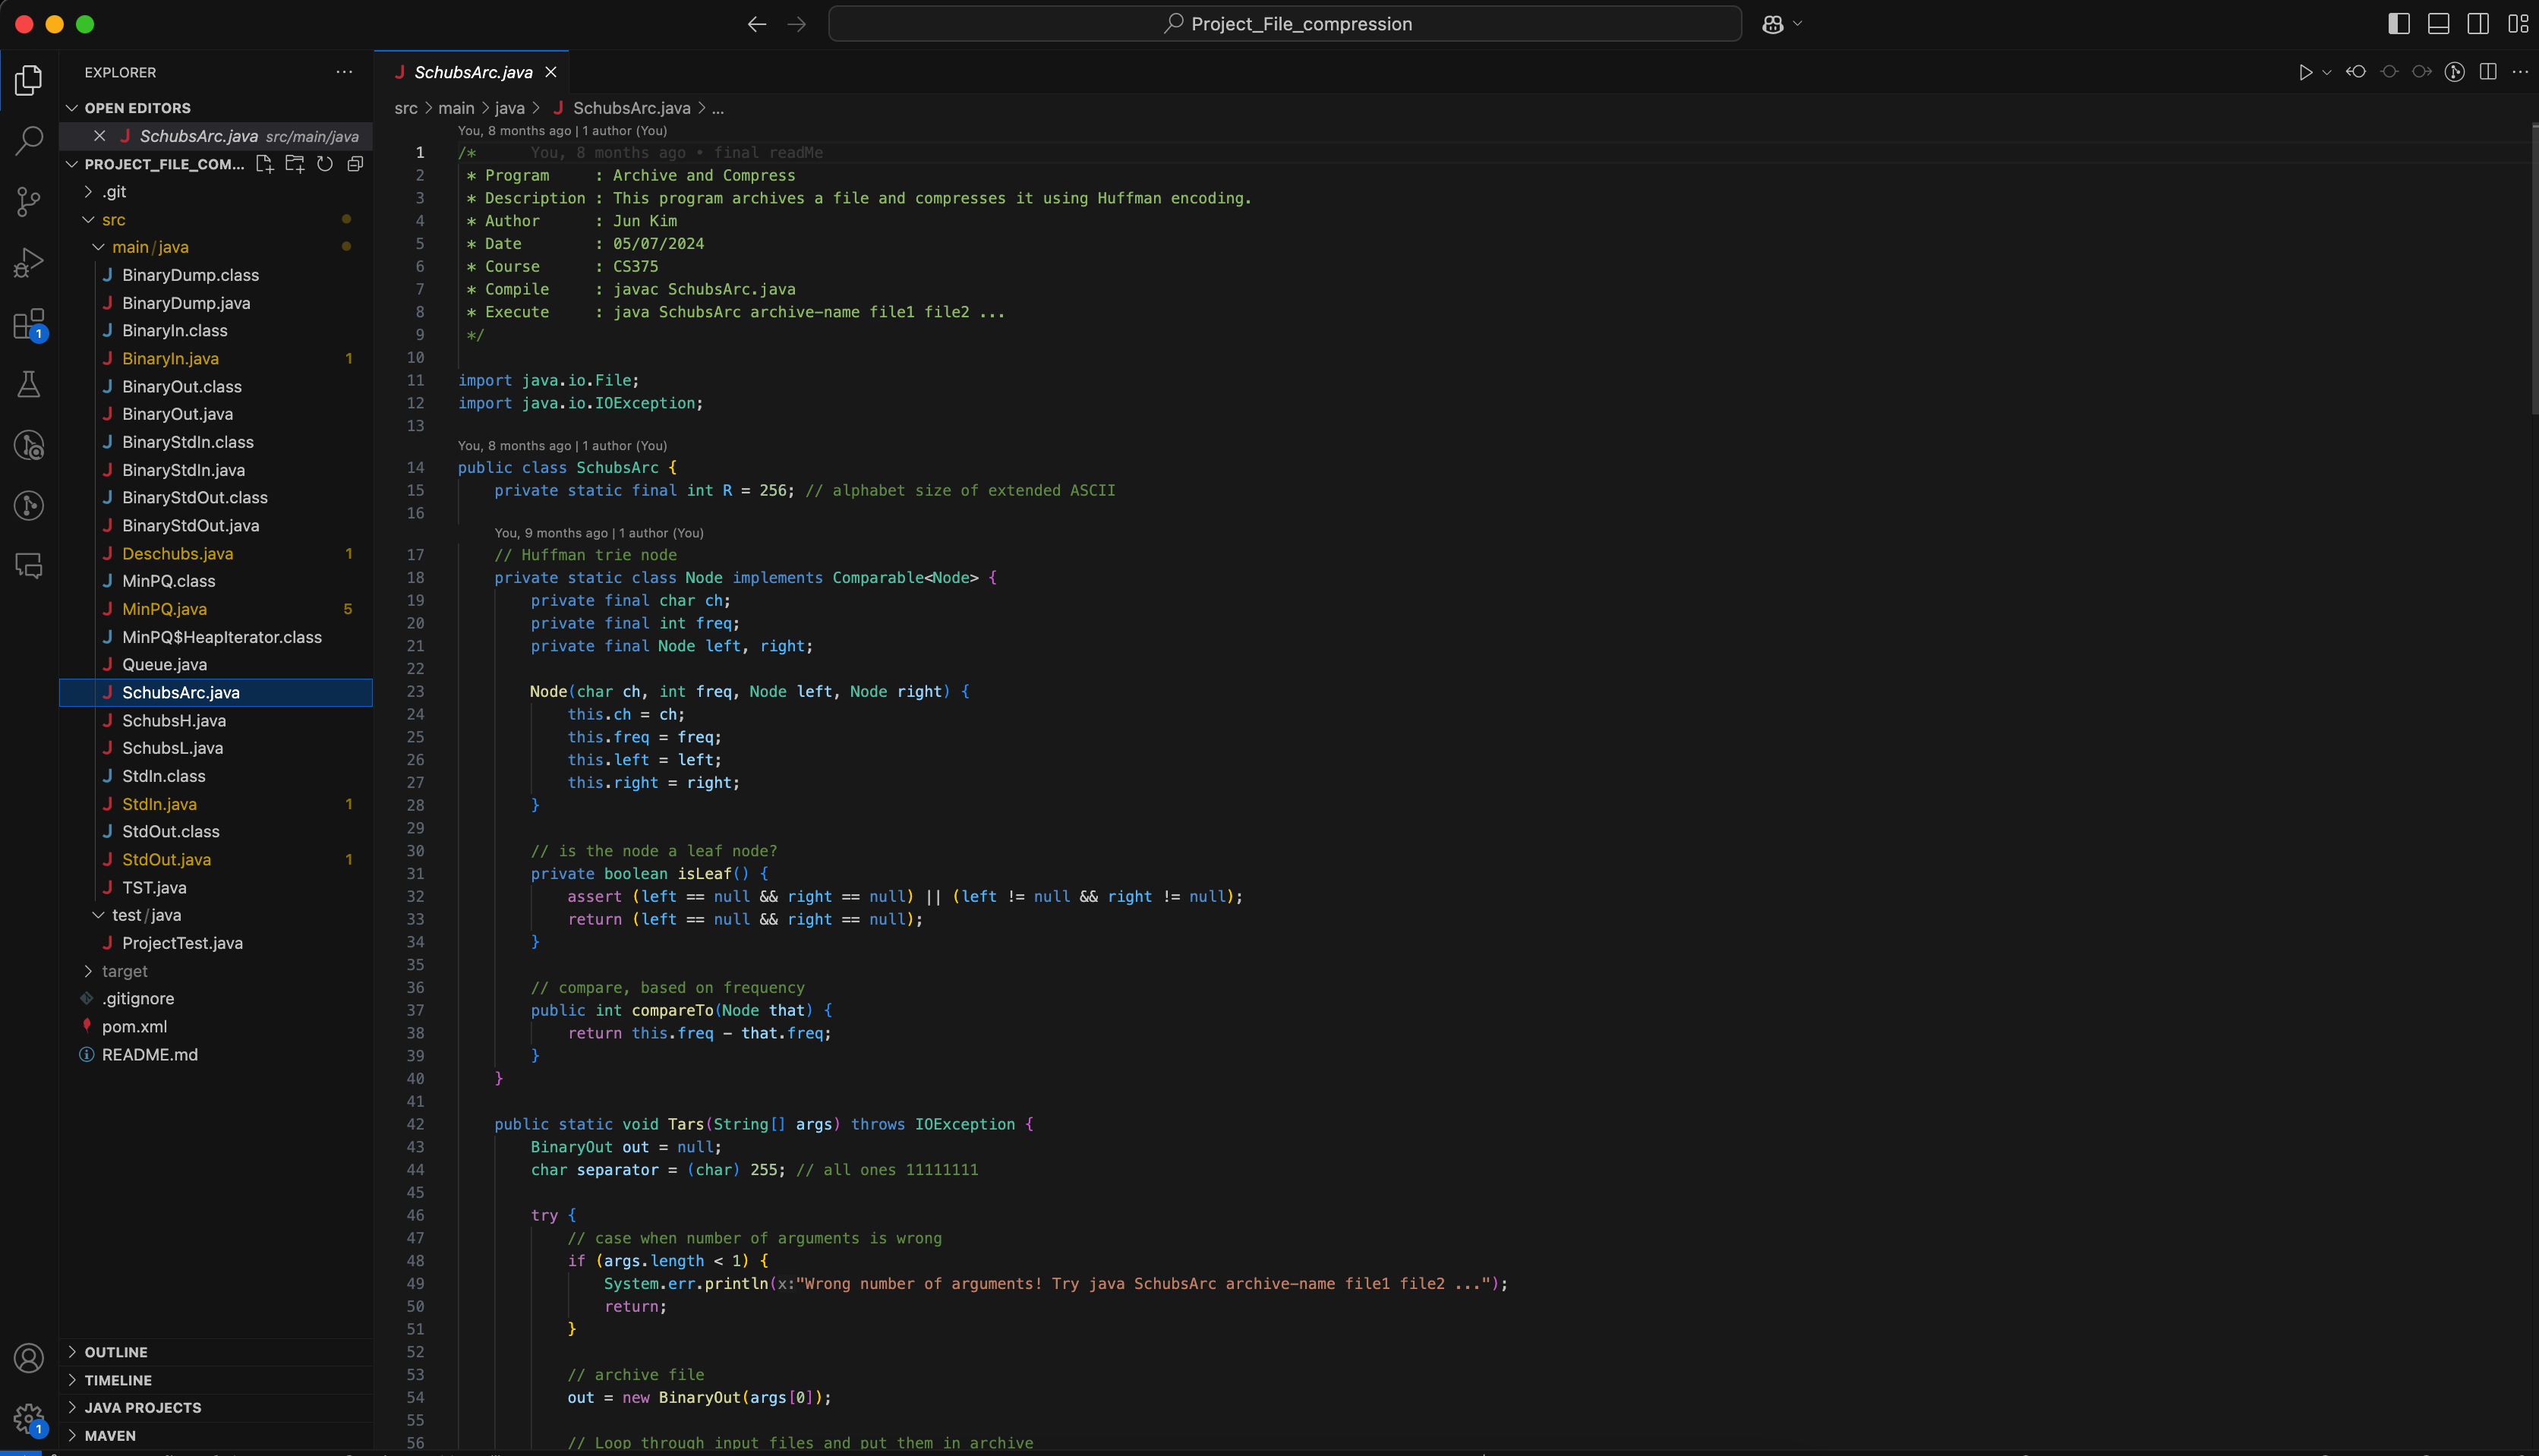 Project_File_compression
EXPLORER
OPEN EDITORS
SchubsArc.java src/main/java
PROJECT_FILE_COM...
.git
src
main/java
BinaryDump.class
BinaryDump.java
BinaryIn.class
BinaryIn.java 1
BinaryOut.class
BinaryOut.java
BinaryStdIn.class
BinaryStdIn.java
BinaryStdOut.class
BinaryStdOut.java
Deschubs.java 1
MinPQ.class
MinPQ.java 5
MinPQ$HeapIterator.class
Queue.java
SchubsArc.java
SchubsH.java
SchubsL.java
StdIn.class
StdIn.java 1
StdOut.class
StdOut.java 1
TST.java
test/java
ProjectTest.java
target
.gitignore
pom.xml
README.md
OUTLINE
TIMELINE
JAVA PROJECTS
MAVEN
1
1
SchubsArc.java
src > main > java > SchubsArc.java > ...
You, 8 months ago | 1 author (You)
1 /* You, 8 months ago • final readMe
2 * Program : Archive and Compress
3 * Description : This program archives a file and compresses it using Huffman encoding.
4 * Author : Jun Kim
5 * Date : 05/07/2024
6 * Course : CS375
7 * Compile : javac SchubsArc.java
8 * Execute : java SchubsArc archive-name file1 file2 ...
9 */
10
11 import java.io.File;
12 import java.io.IOException;
13
You, 8 months ago | 1 author (You)
14 public class SchubsArc {
15 private static final int R = 256; // alphabet size of extended ASCII
16
You, 9 months ago | 1 author (You)
17 // Huffman trie node
18 private static class Node implements Comparable<Node> {
19 private final char ch;
20 private final int freq;
21 private final Node left, right;
22
23 Node(char ch, int freq, Node left, Node right) {
24 this.ch = ch;
25 this.freq = freq;
26 this.left = left;
27 this.right = right;
28 }
29
30 // is the node a leaf node?
31 private boolean isLeaf() {
32 assert (left == null && right == null) || (left != null && right != null);
33 return (left == null && right == null);
34 }
35
36 // compare, based on frequency
37 public int compareTo(Node that) {
38 return this.freq - that.freq;
39 }
40 }
41
42 public static void Tars(String[] args) throws IOException {
43 BinaryOut out = null;
44 char separator = (char) 255; // all ones 11111111
45
46 try {
47 // case when number of arguments is wrong
48 if (args.length < 1) {
49 System.err.println(x:"Wrong number of arguments! Try java SchubsArc archive-name file1 file2 ...");
50 return;
51 }
52
53 // archive file
54 out = new BinaryOut(args[0]);
55
56 // Loop through input files and put them in archive